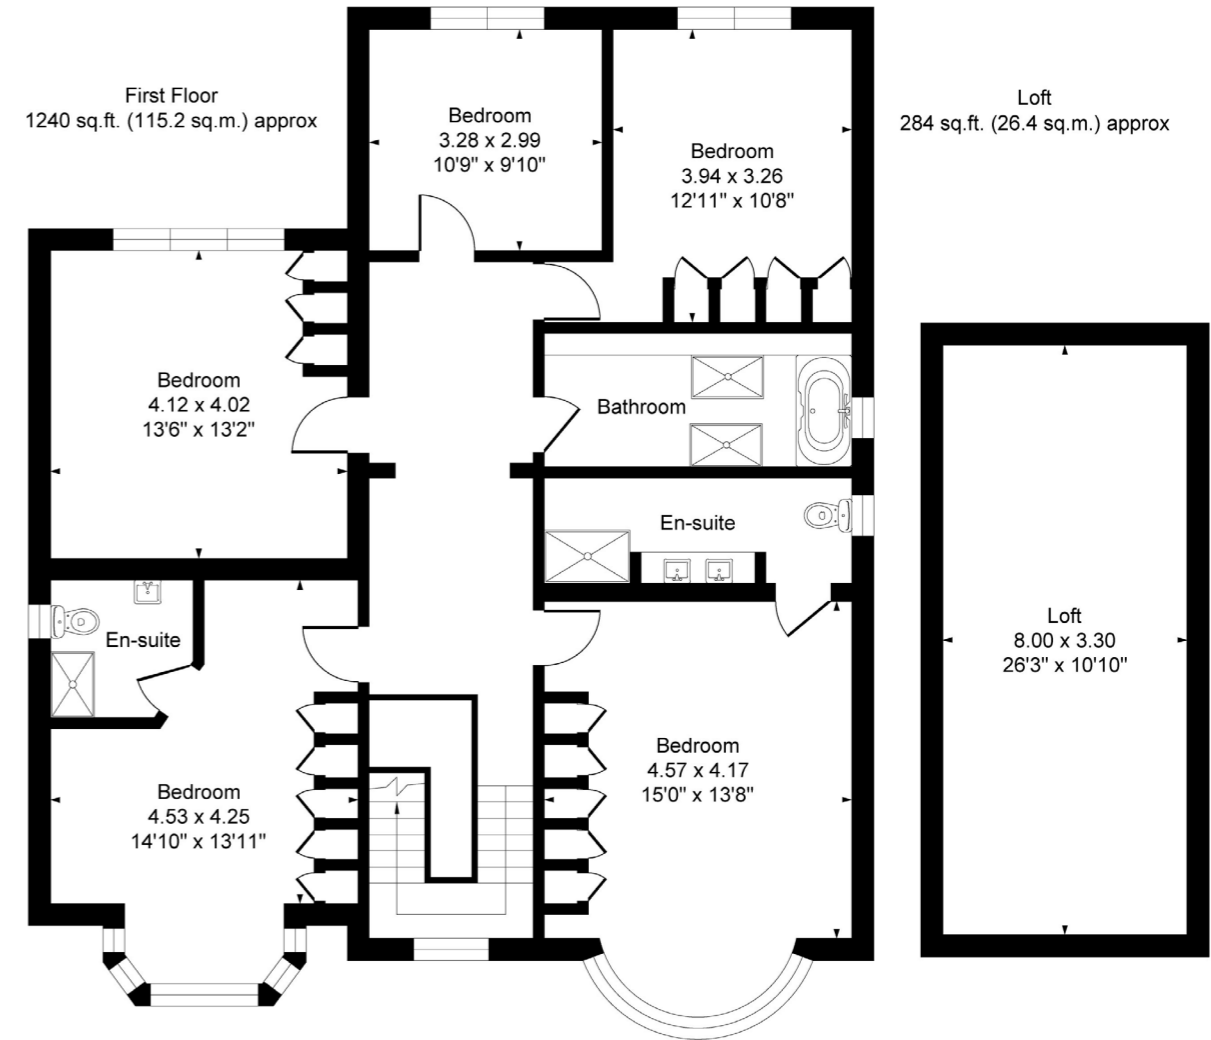 First Floor
1240 sq.ft. (115.2 sq.m.) approx
Loft
284 sq.ft. (26.4 sq.m.) approx
Bedroom
3.28 x 2.99
10'9" x 9'10"
Bedroom
3.94 x 3.26
12'11" x 10'8"
Bedroom
4.12 x 4.02
13'6" x 13'2"
Bathroom
En-suite
En-suite
Loft
8.00 x 3.30
26'3" x 10'10"
Bedroom
4.53 x 4.25
14'10" x 13'11"
Bedroom
4.57 x 4.17
15'0" x 13'8"